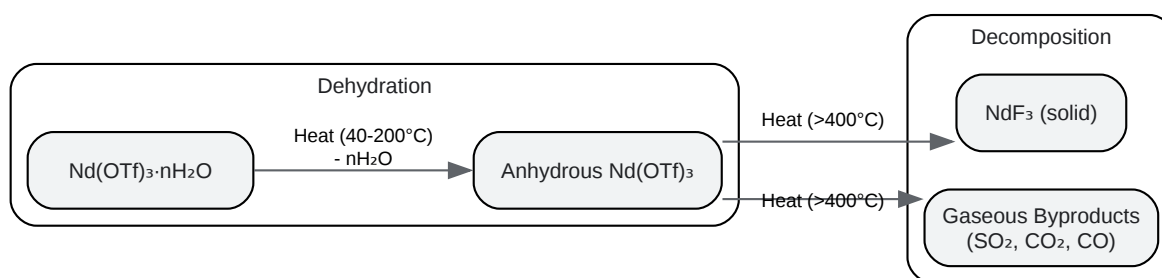 Decomposition
Dehydration
NdF₃ (solid)
Heat (40-200°C)
- nH₂O
Heat (>400°C)
Nd(OTf)₃·nH₂O
Anhydrous Nd(OTf)₃
Heat (>400°C)
Gaseous Byproducts
(SO₂, CO₂, CO)